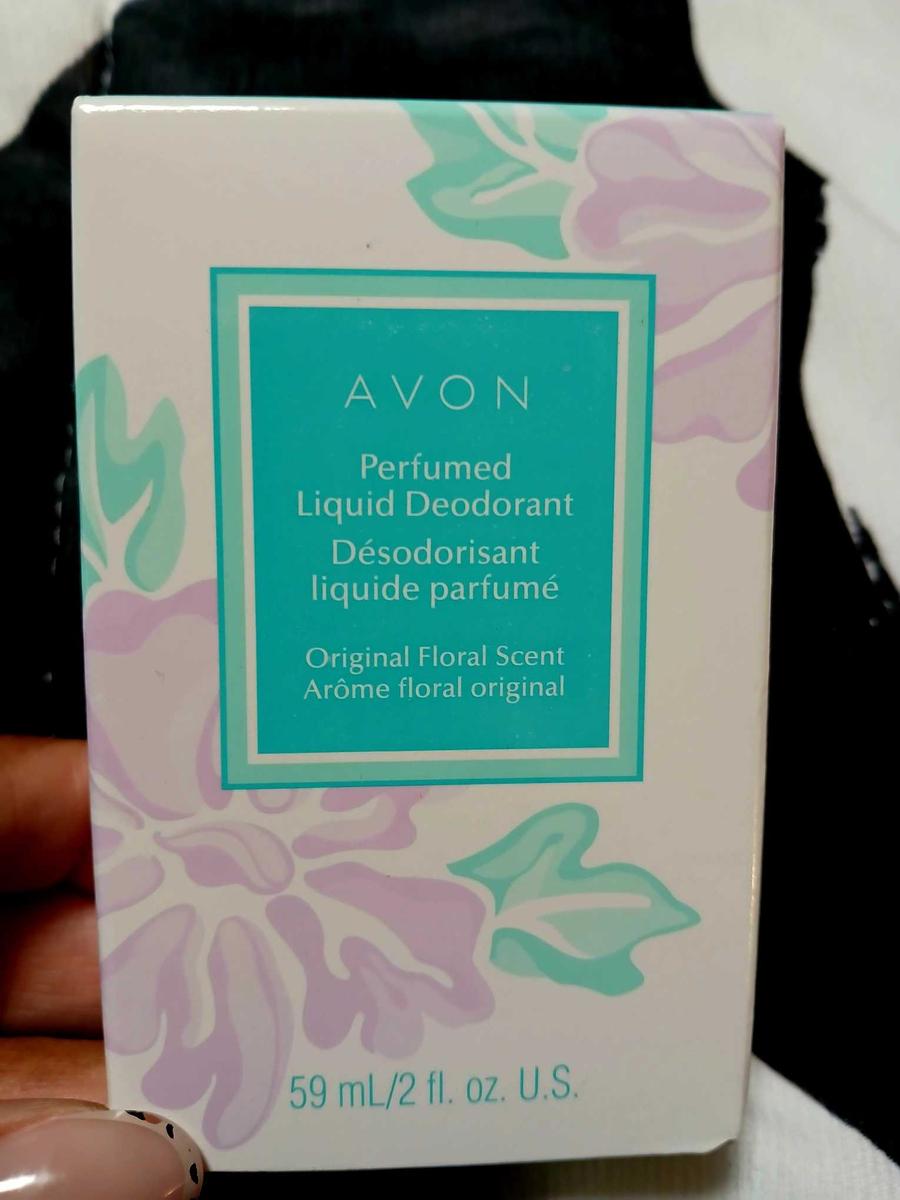 AVON
Perfumed
Liquid Deodorant
Désodorisant
liquide parfumé
Original Floral Scent
Arôme floral original
59 mL/2 fl. oz. U.S.